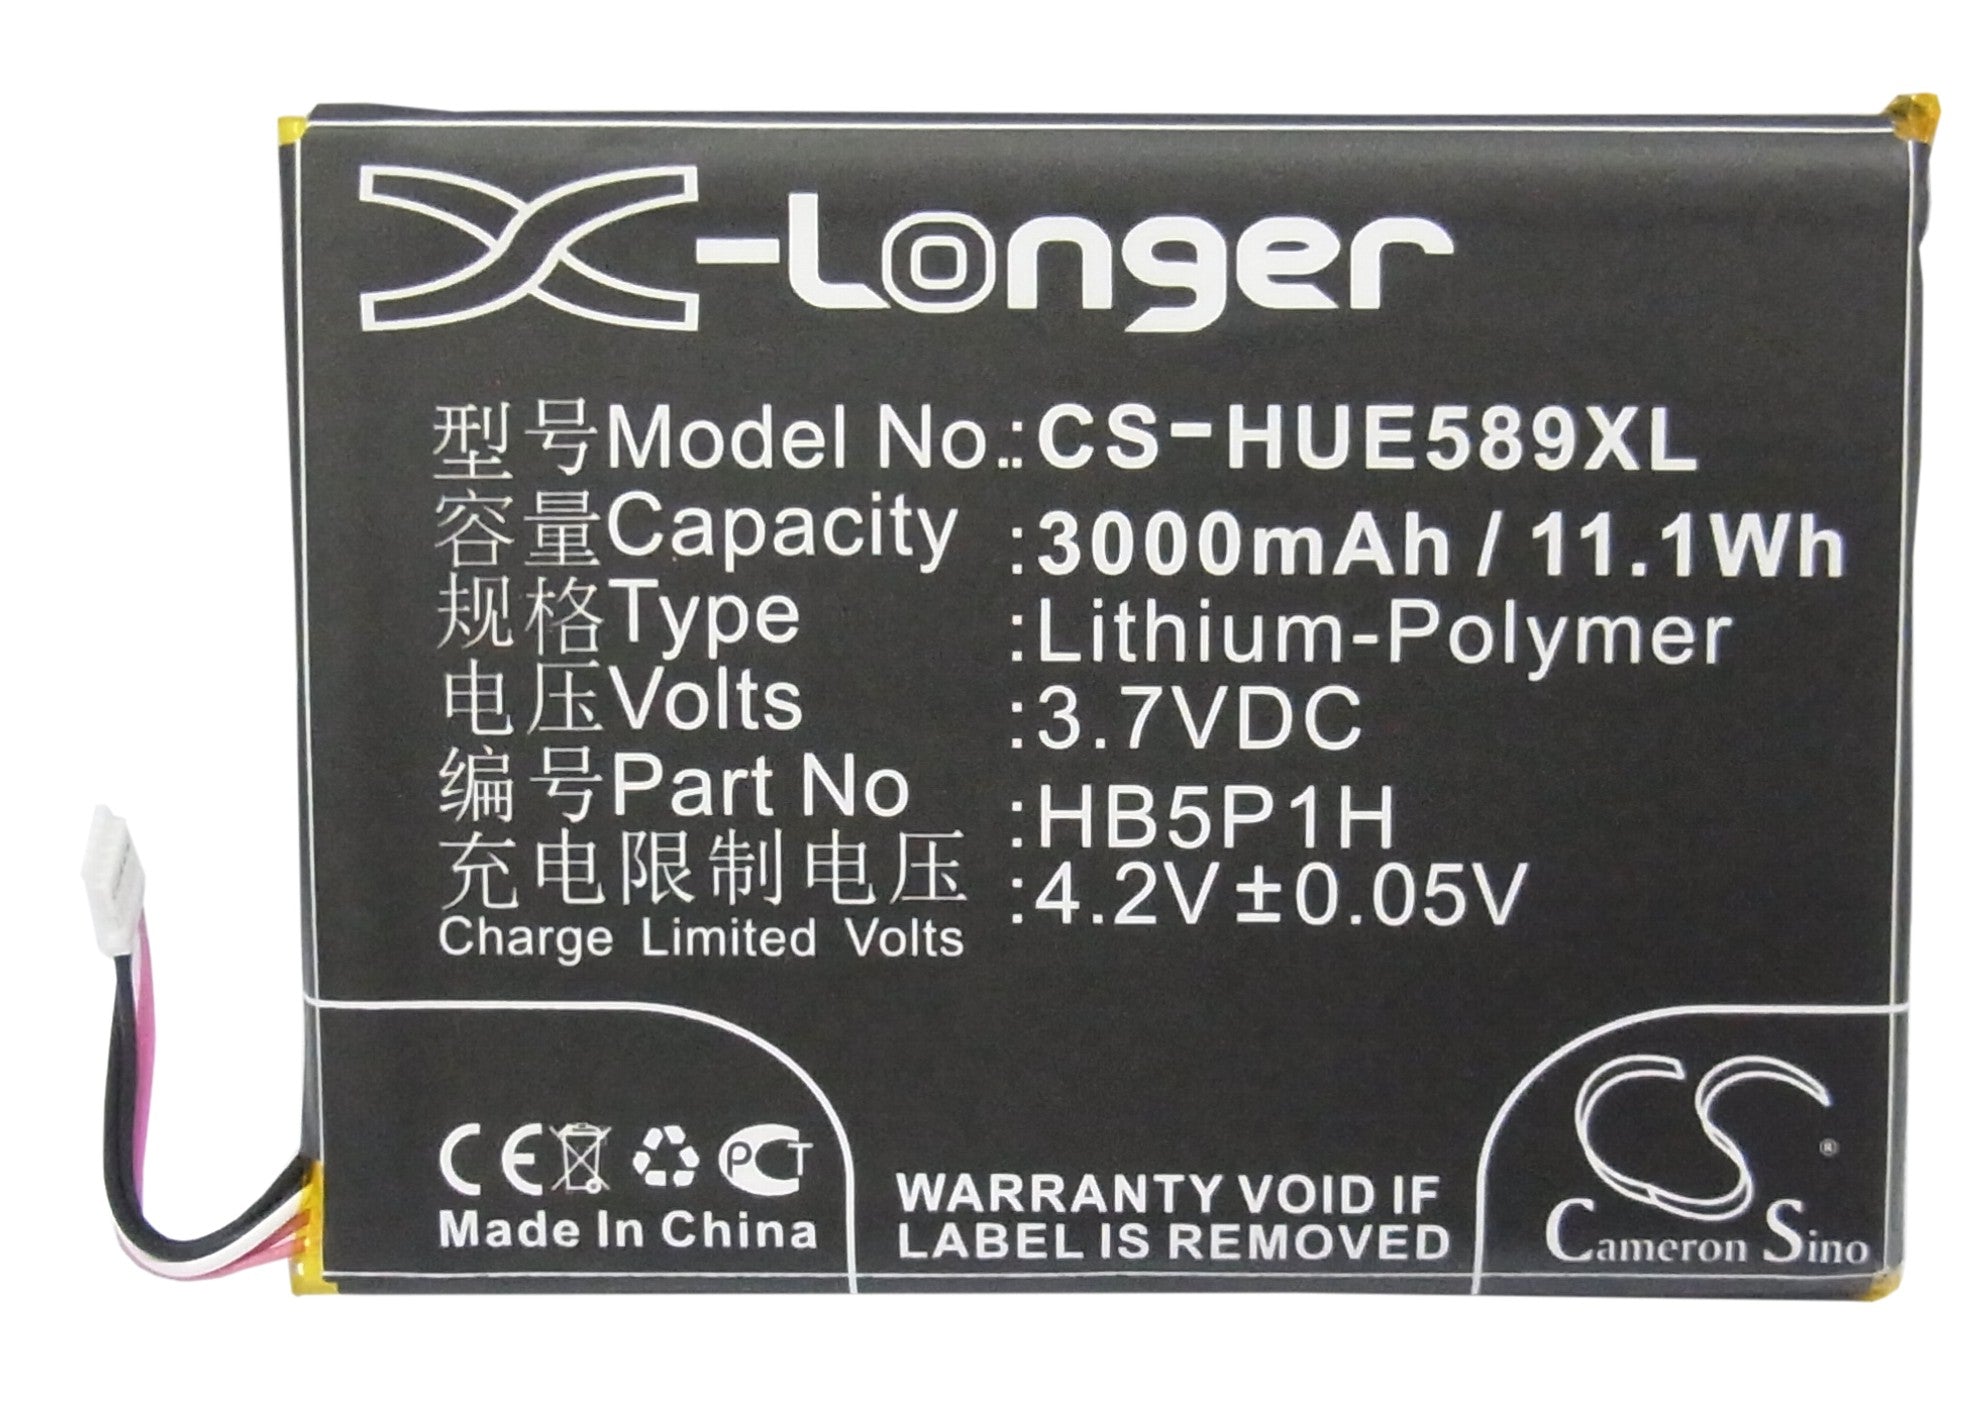 X-Longer
型号Model No.: CS-HUE589XL
容量Capacity : 3000mAh / 11.1Wh
规格Type : Lithium-Polymer
电压Volts : 3.7VDC
编号Part No : HB5P1H
充电限制电压 : 4.2V±0.05V
Charge Limited Volts
CE PCT
Made In China
WARRANTY VOID IF
LABEL IS REMOVED
CS ®
Cameron Sino